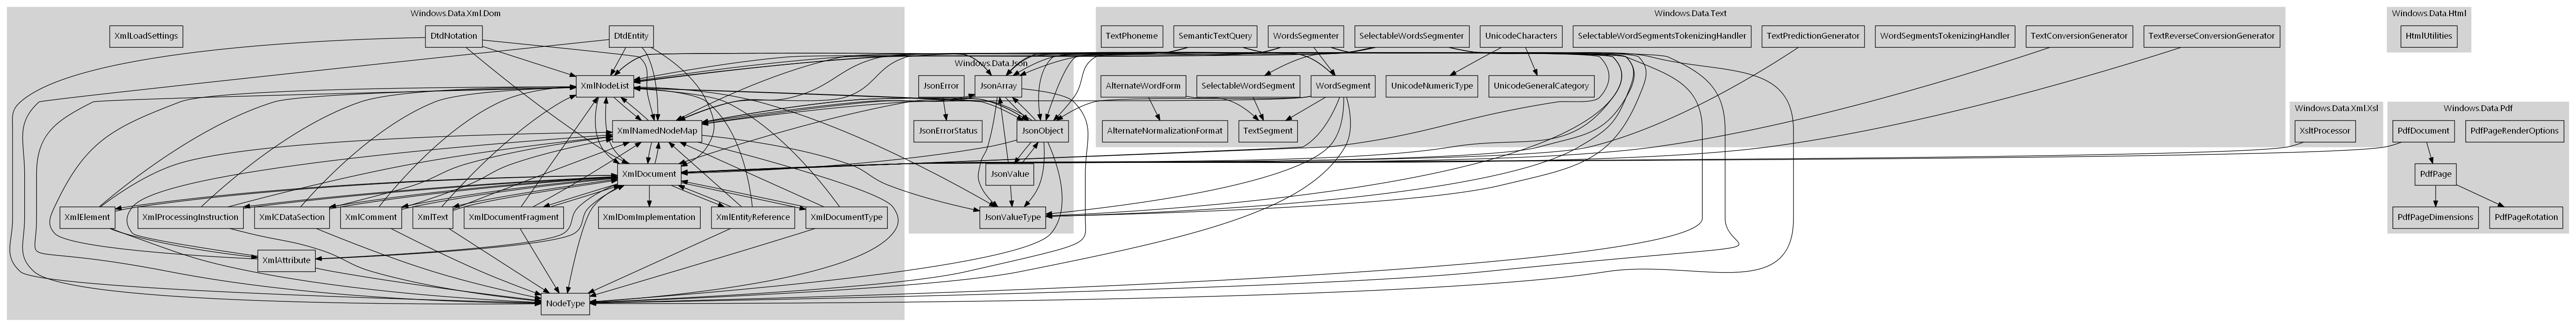 Windows.Data.Xml.Dom
Windows.Data.Text
Windows.Data.Html
XmlLoadSettings
DtdNotation
DtdEntity
TextPhoneme
SemanticTextQuery
WordsSegmenter
SelectableWordsSegmenter
UnicodeCharacters
SelectableWordSegmentsTokenizingHandler
TextPredictionGenerator
WordSegmentsTokenizingHandler
TextConversionGenerator
TextReverseConversionGenerator
HtmlUtilities
Windows.Data.Json
XmlNodeList
JsonError
JsonArray
AlternateWordForm
SelectableWordSegment
WordSegment
UnicodeNumericType
UnicodeGeneralCategory
Windows.Data.Xml.Xsl
Windows.Data.Pdf
XmlNamedNodeMap
JsonErrorStatus
JsonObject
AlternateNormalizationFormat
TextSegment
XsltProcessor
PdfDocument
PdfPageRenderOptions
XmlDocument
JsonValue
PdfPage
XmlElement
XmlProcessingInstruction
XmlCDataSection
XmlComment
XmlText
XmlDocumentFragment
XmlDomImplementation
XmlEntityReference
XmlDocumentType
JsonValueType
PdfPageDimensions
PdfPageRotation
XmlAttribute
NodeType